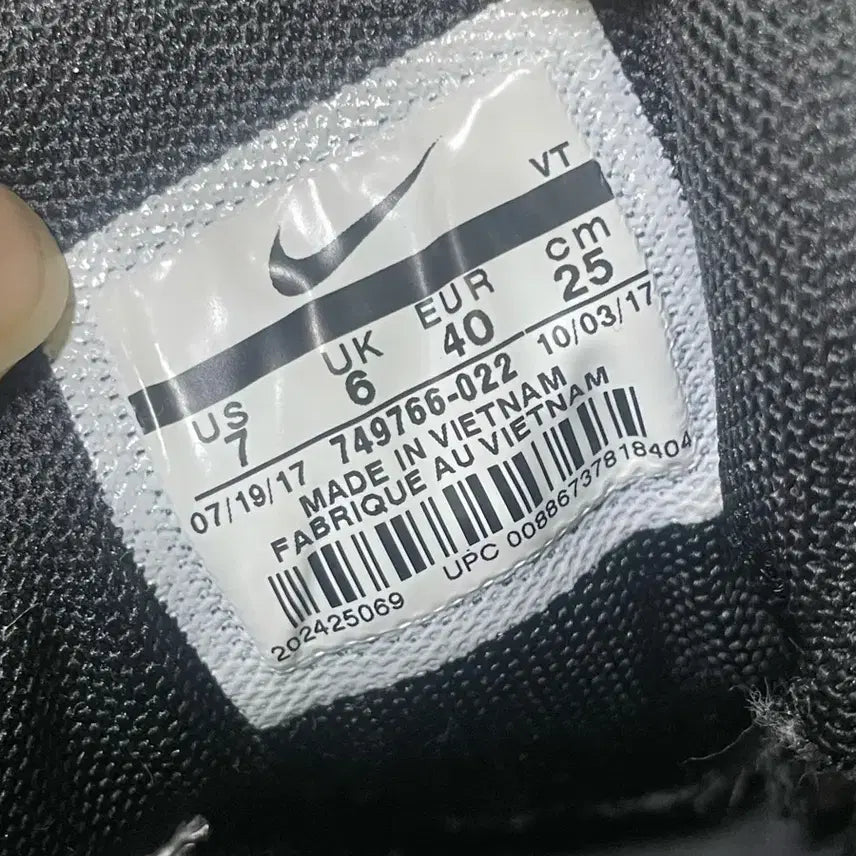 VT
US UK EUR cm
7 6 40 25
07/19/17 749766-022 10/03/17
MADE IN VIETNAM
FABRIQUE AU VIETNAM
202425069 UPC 00886737818404